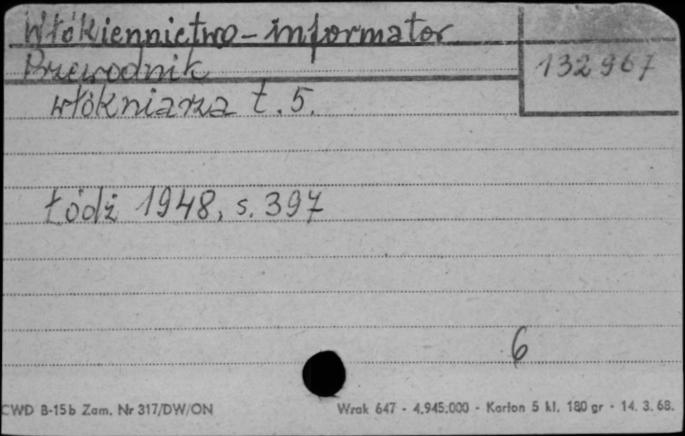 Włókiennictwo - informator
132967
Przewodnik
włókniarza t. 5.
Łódź 1948, s. 397
6
CWD B-15b Zam. Nr 317/DW/ON
Wrak 647 - 4.945.000 - Karton 5 kl. 180 gr - 14. 3. 68.